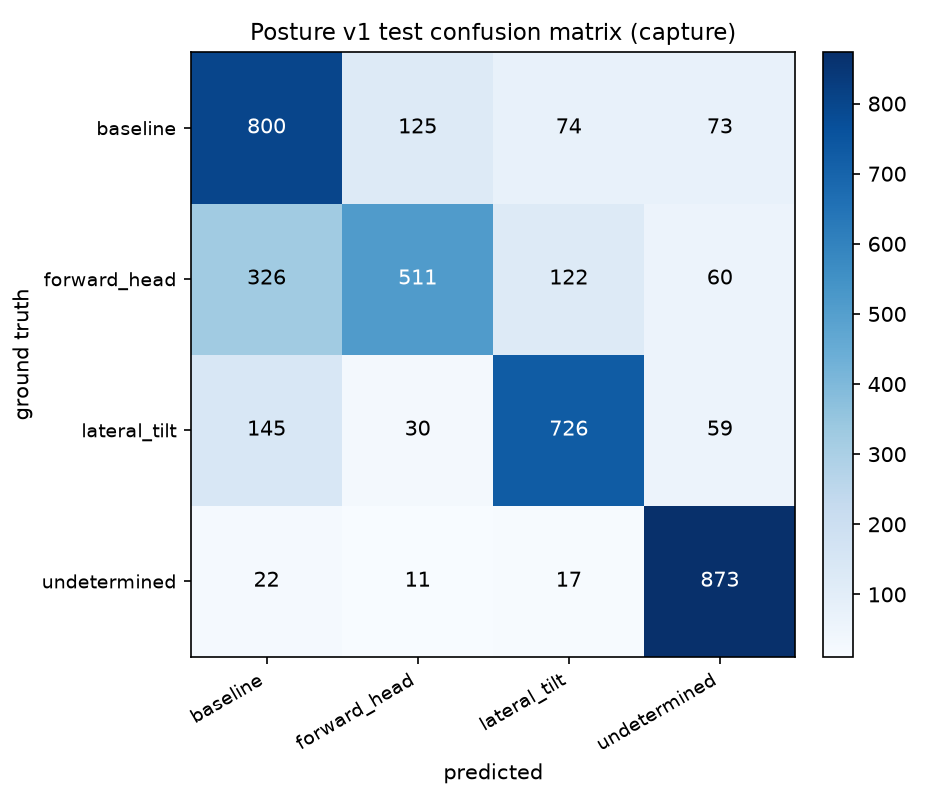 Posture v1 test confusion matrix (capture)
ground truth
baseline 800 125 74 73
forward_head 326 511 122 60
lateral_tilt 145 30 726 59
undetermined 22 11 17 873
baseline forward_head lateral_tilt undetermined
predicted
800
700
600
500
400
300
200
100